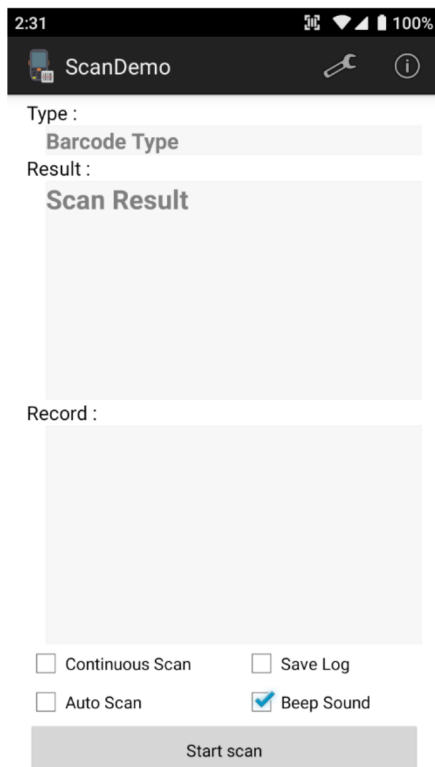 2:31 100%
ScanDemo
Type :
Barcode Type
Result :
Scan Result
Record :
Continuous Scan Save Log
Auto Scan Beep Sound
Start scan